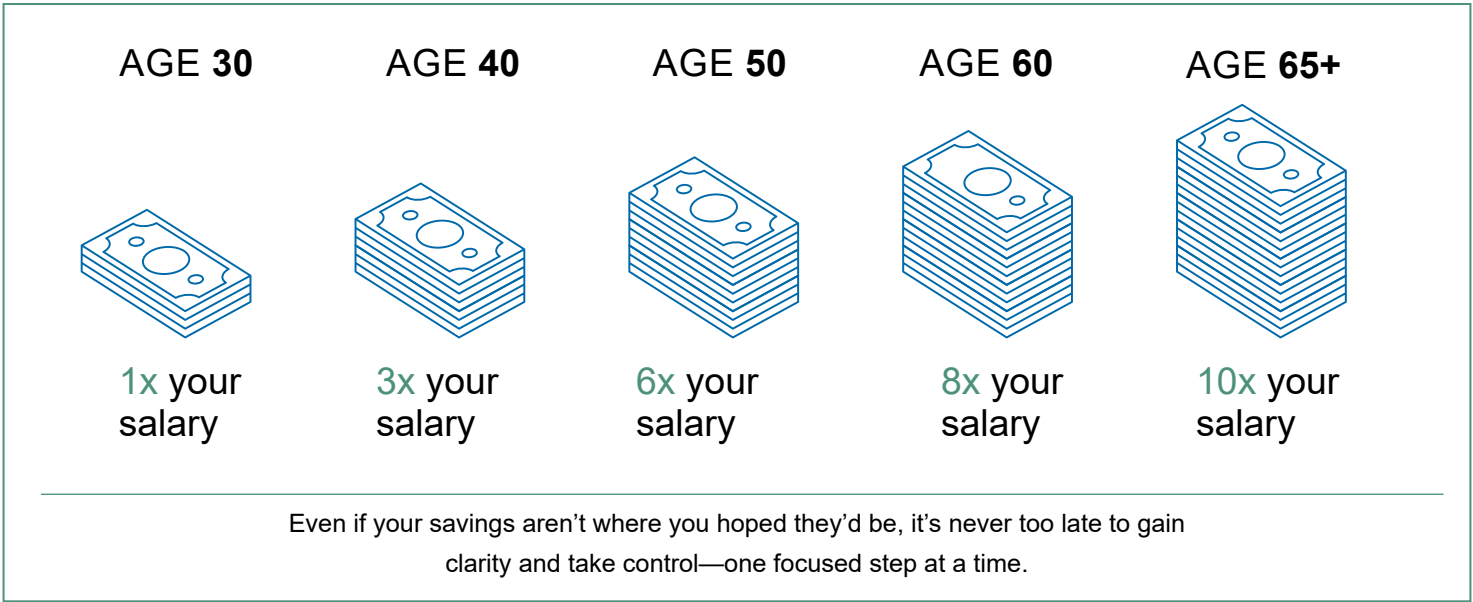 AGE 30
AGE 40
AGE 50
AGE 60
AGE 65+
1x your
salary
3x your
salary
6x your
salary
8x your
salary
10x your
salary
Even if your savings aren’t where you hoped they’d be, it’s never too late to gain
clarity and take control—one focused step at a time.